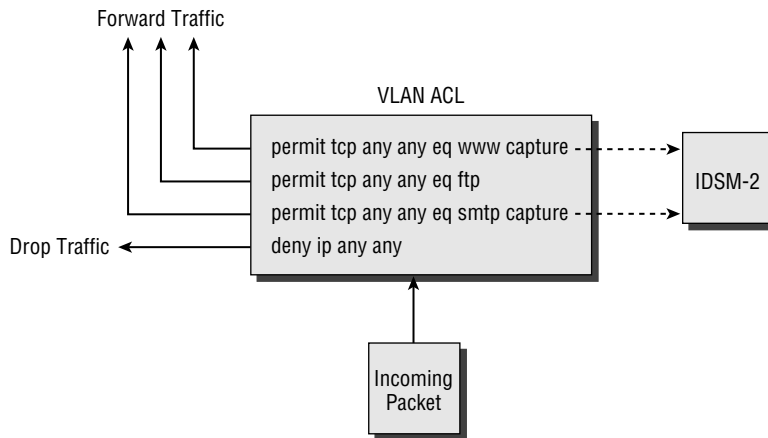 Forward Traffic
VLAN ACL
permit tcp any any eq www capture
permit tcp any any eq ftp
permit tcp any any eq smtp capture
deny ip any any
IDSM-2
Drop Traffic
Incoming
Packet